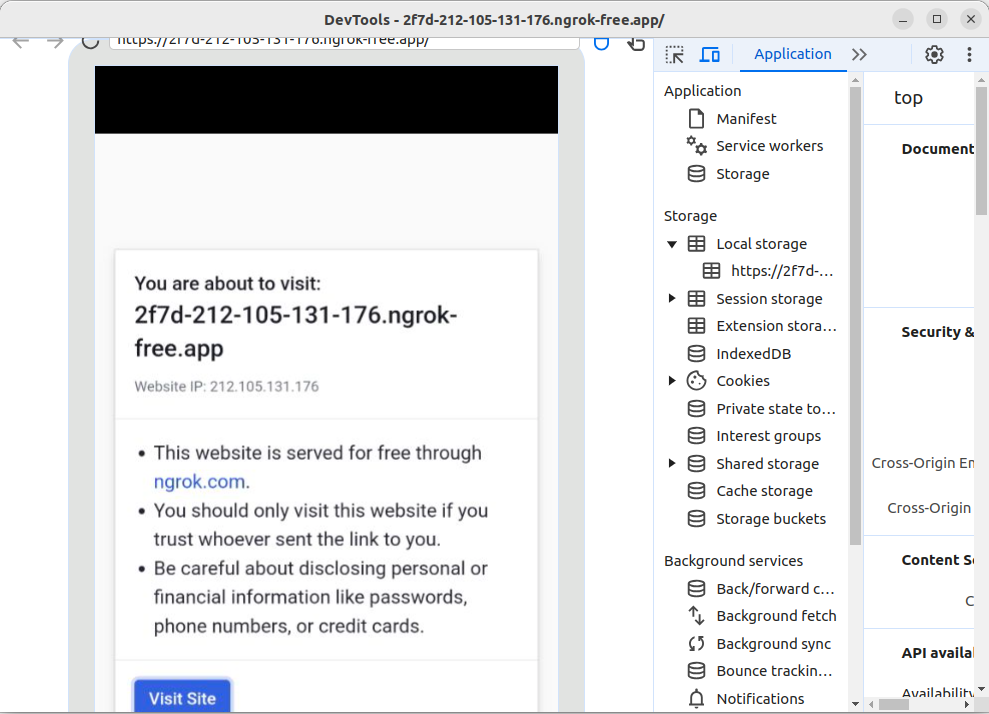 DevTools - 2f7d-212-105-131-176.ngrok-free.app/
https://2f7d-212-105-131-176.ngrok-free.app/
Application
You are about to visit:
2f7d-212-105-131-176.ngrok-
free.app
Website IP: 212.105.131.176
This website is served for free through
ngrok.com.
You should only visit this website if you
trust whoever sent the link to you.
Be careful about disclosing personal or
financial information like passwords,
phone numbers, or credit cards.
Visit Site
Application
Manifest
Service workers
Storage
Storage
Local storage
https://2f7d-...
Session storage
Extension stora...
IndexedDB
Cookies
Private state to...
Interest groups
Shared storage
Cache storage
Storage buckets
Background services
Back/forward c...
Background fetch
Background sync
Bounce trackin...
Notifications
top
Document
Security &
Cross-Origin
Cross-Origin
Content
API
Availability